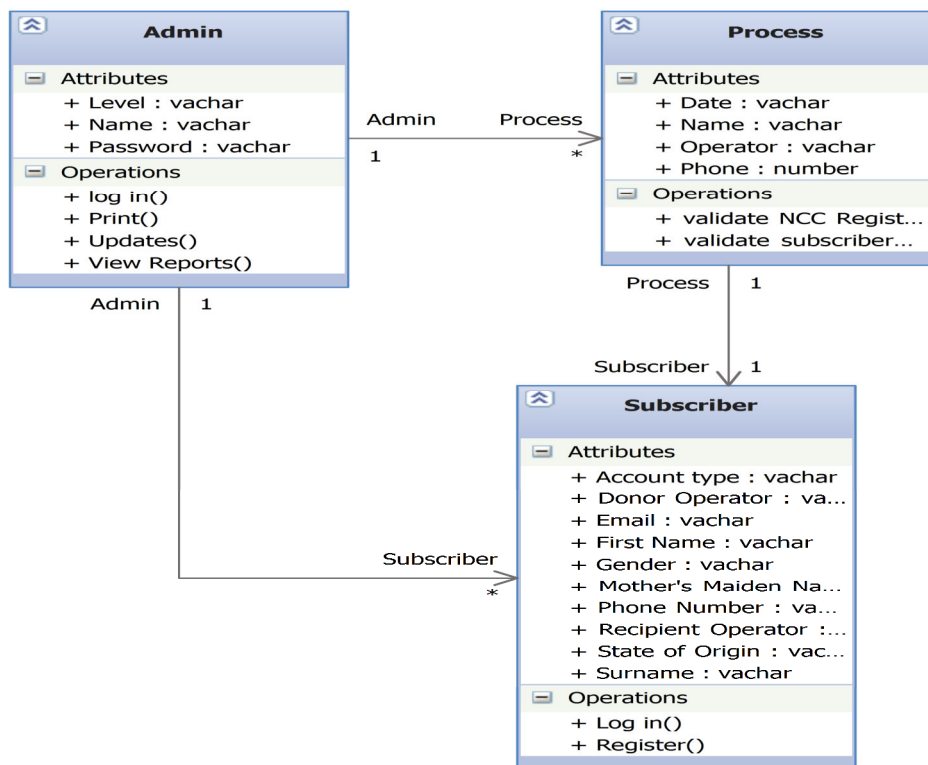 Admin
Attributes
+ Level : vachar
+ Name : vachar
+ Password : vachar
Operations
+ log in()
+ Print()
+ Updates()
+ View Reports()
Admin
1
Process
*
Process
Attributes
+ Date : vachar
+ Name : vachar
+ Operator : vachar
+ Phone : number
Operations
+ validate NCC Regist...
+ validate subscriber...
Process
1
Subscriber
1
Admin
1
Subscriber
*
Subscriber
Attributes
+ Account type : vachar
+ Donor Operator : va...
+ Email : vachar
+ First Name : vachar
+ Gender : vachar
+ Mother's Maiden Na...
+ Phone Number : va...
+ Recipient Operator :...
+ State of Origin : vac...
+ Surname : vachar
Operations
+ Log in()
+ Register()